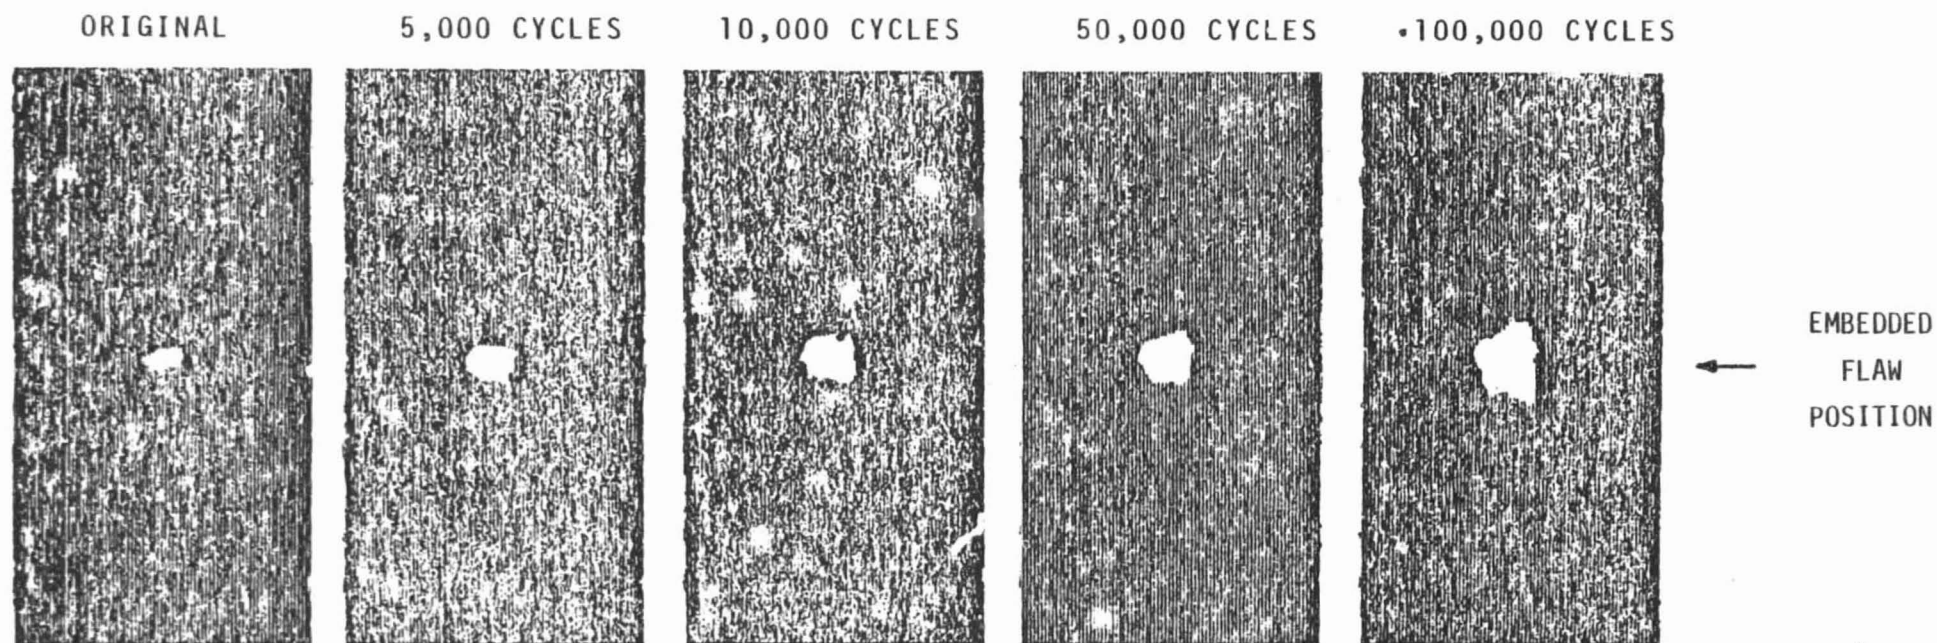 ORIGINAL
5,000 CYCLES
10,000 CYCLES
50,000 CYCLES
100,000 CYCLES
EMBEDDED
FLAW
POSITION